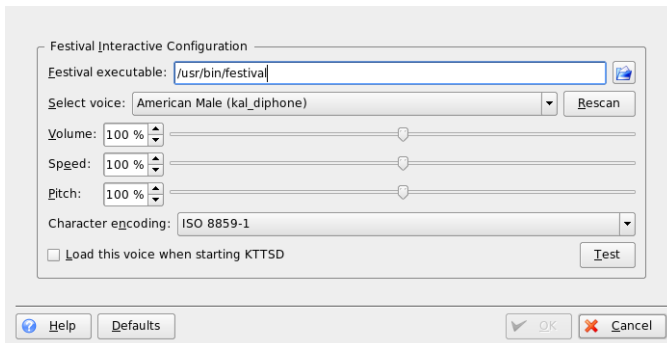 Festival Interactive Configuration
Festival executable: /usr/bin/festival
Select voice: American Male (kal_diphone) Rescan
Volume: 100 %
Speed: 100 %
Pitch: 100 %
Character encoding: ISO 8859-1
Load this voice when starting KTTSD Test
Help Defaults OK Cancel